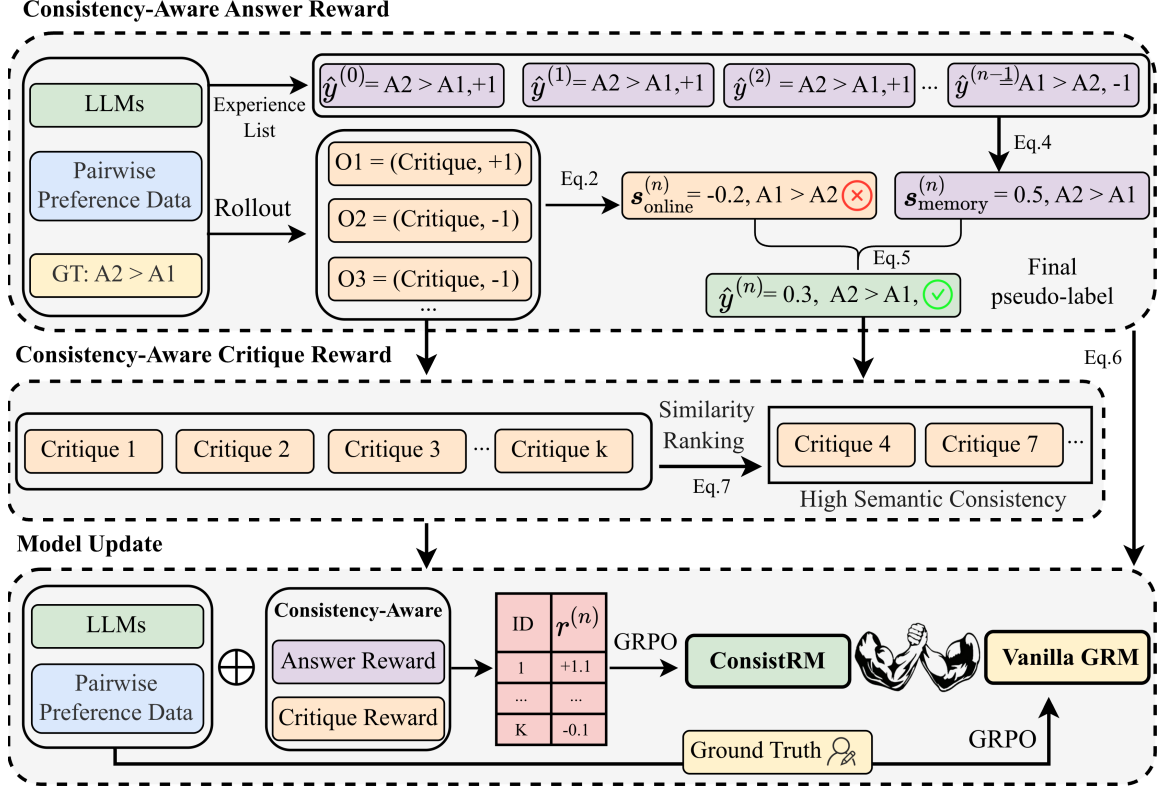 Consistency-Aware Answer Reward
LLMs
Pairwise
Preference Data
GT: A2 > A1
Experience
List
Rollout
ŷ^(0) = A2 > A1,+1
ŷ^(1) = A2 > A1,+1
ŷ^(2) = A2 > A1,+1
...
ŷ^(n-1) = A1 > A2, -1
O1 = (Critique, +1)
O2 = (Critique, -1)
O3 = (Critique, -1)
...
Eq.2
Eq.4
s_online^(n) = -0.2, A1 > A2
s_memory^(n) = 0.5, A2 > A1
Eq.5
ŷ^(n) = 0.3, A2 > A1,
Final
pseudo-label
Consistency-Aware Critique Reward
Eq.6
Critique 1
Critique 2
Critique 3
...
Critique k
Similarity
Ranking
Eq.7
Critique 4
Critique 7
...
High Semantic Consistency
Model Update
LLMs
Pairwise
Preference Data
Consistency-Aware
Answer Reward
Critique Reward
ID r^(n)
1 +1.1
... ...
K -0.1
GRPO
ConsistRM
Vanilla GRM
Ground Truth
GRPO